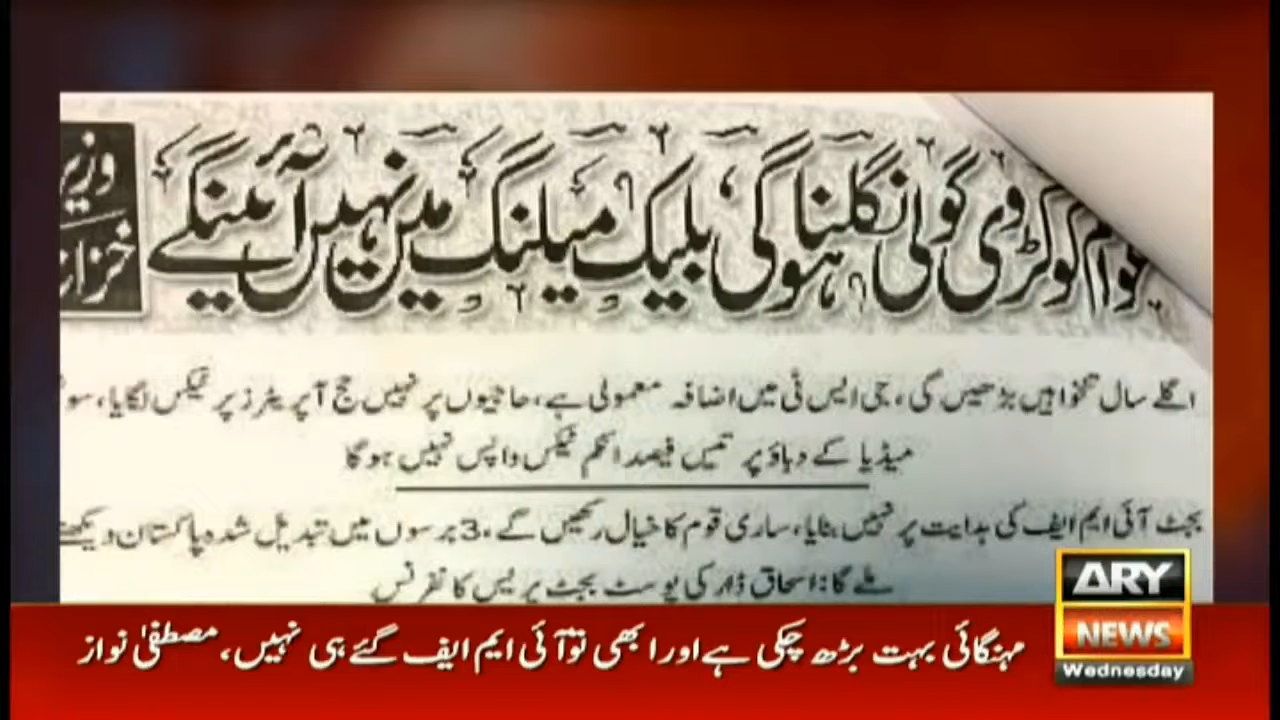 عوام کو کڑوی گولی نگلنا ہوگی بلیک میلنگ میں نہیں آئینگے
وزیر
خزانہ
اگلے سال تنخواہیں بڑھیں گی، جی ایس ٹی میں اضافہ معمولی ہے، حاجیوں پر نہیں حج آپریٹرز پر ٹیکس لگایا،
میڈیا کے دباؤ پر تیس فیصد انکم ٹیکس واپس نہیں ہوگا
بجٹ آئی ایم ایف کی ہدایت پر نہیں بنایا، ساری قوم کا خیال رکھیں گے، 3 برسوں میں تبدیل شدہ پاکستان دیکھنے
ملے گا: اسحاق ڈار کی پوسٹ بجٹ پریس کانفرنس
مہنگائی بہت بڑھ چکی ہے اور ابھی تو آئی ایم ایف گئے ہی نہیں، مصطفیٰ نواز
ARY
NEWS
Wednesday